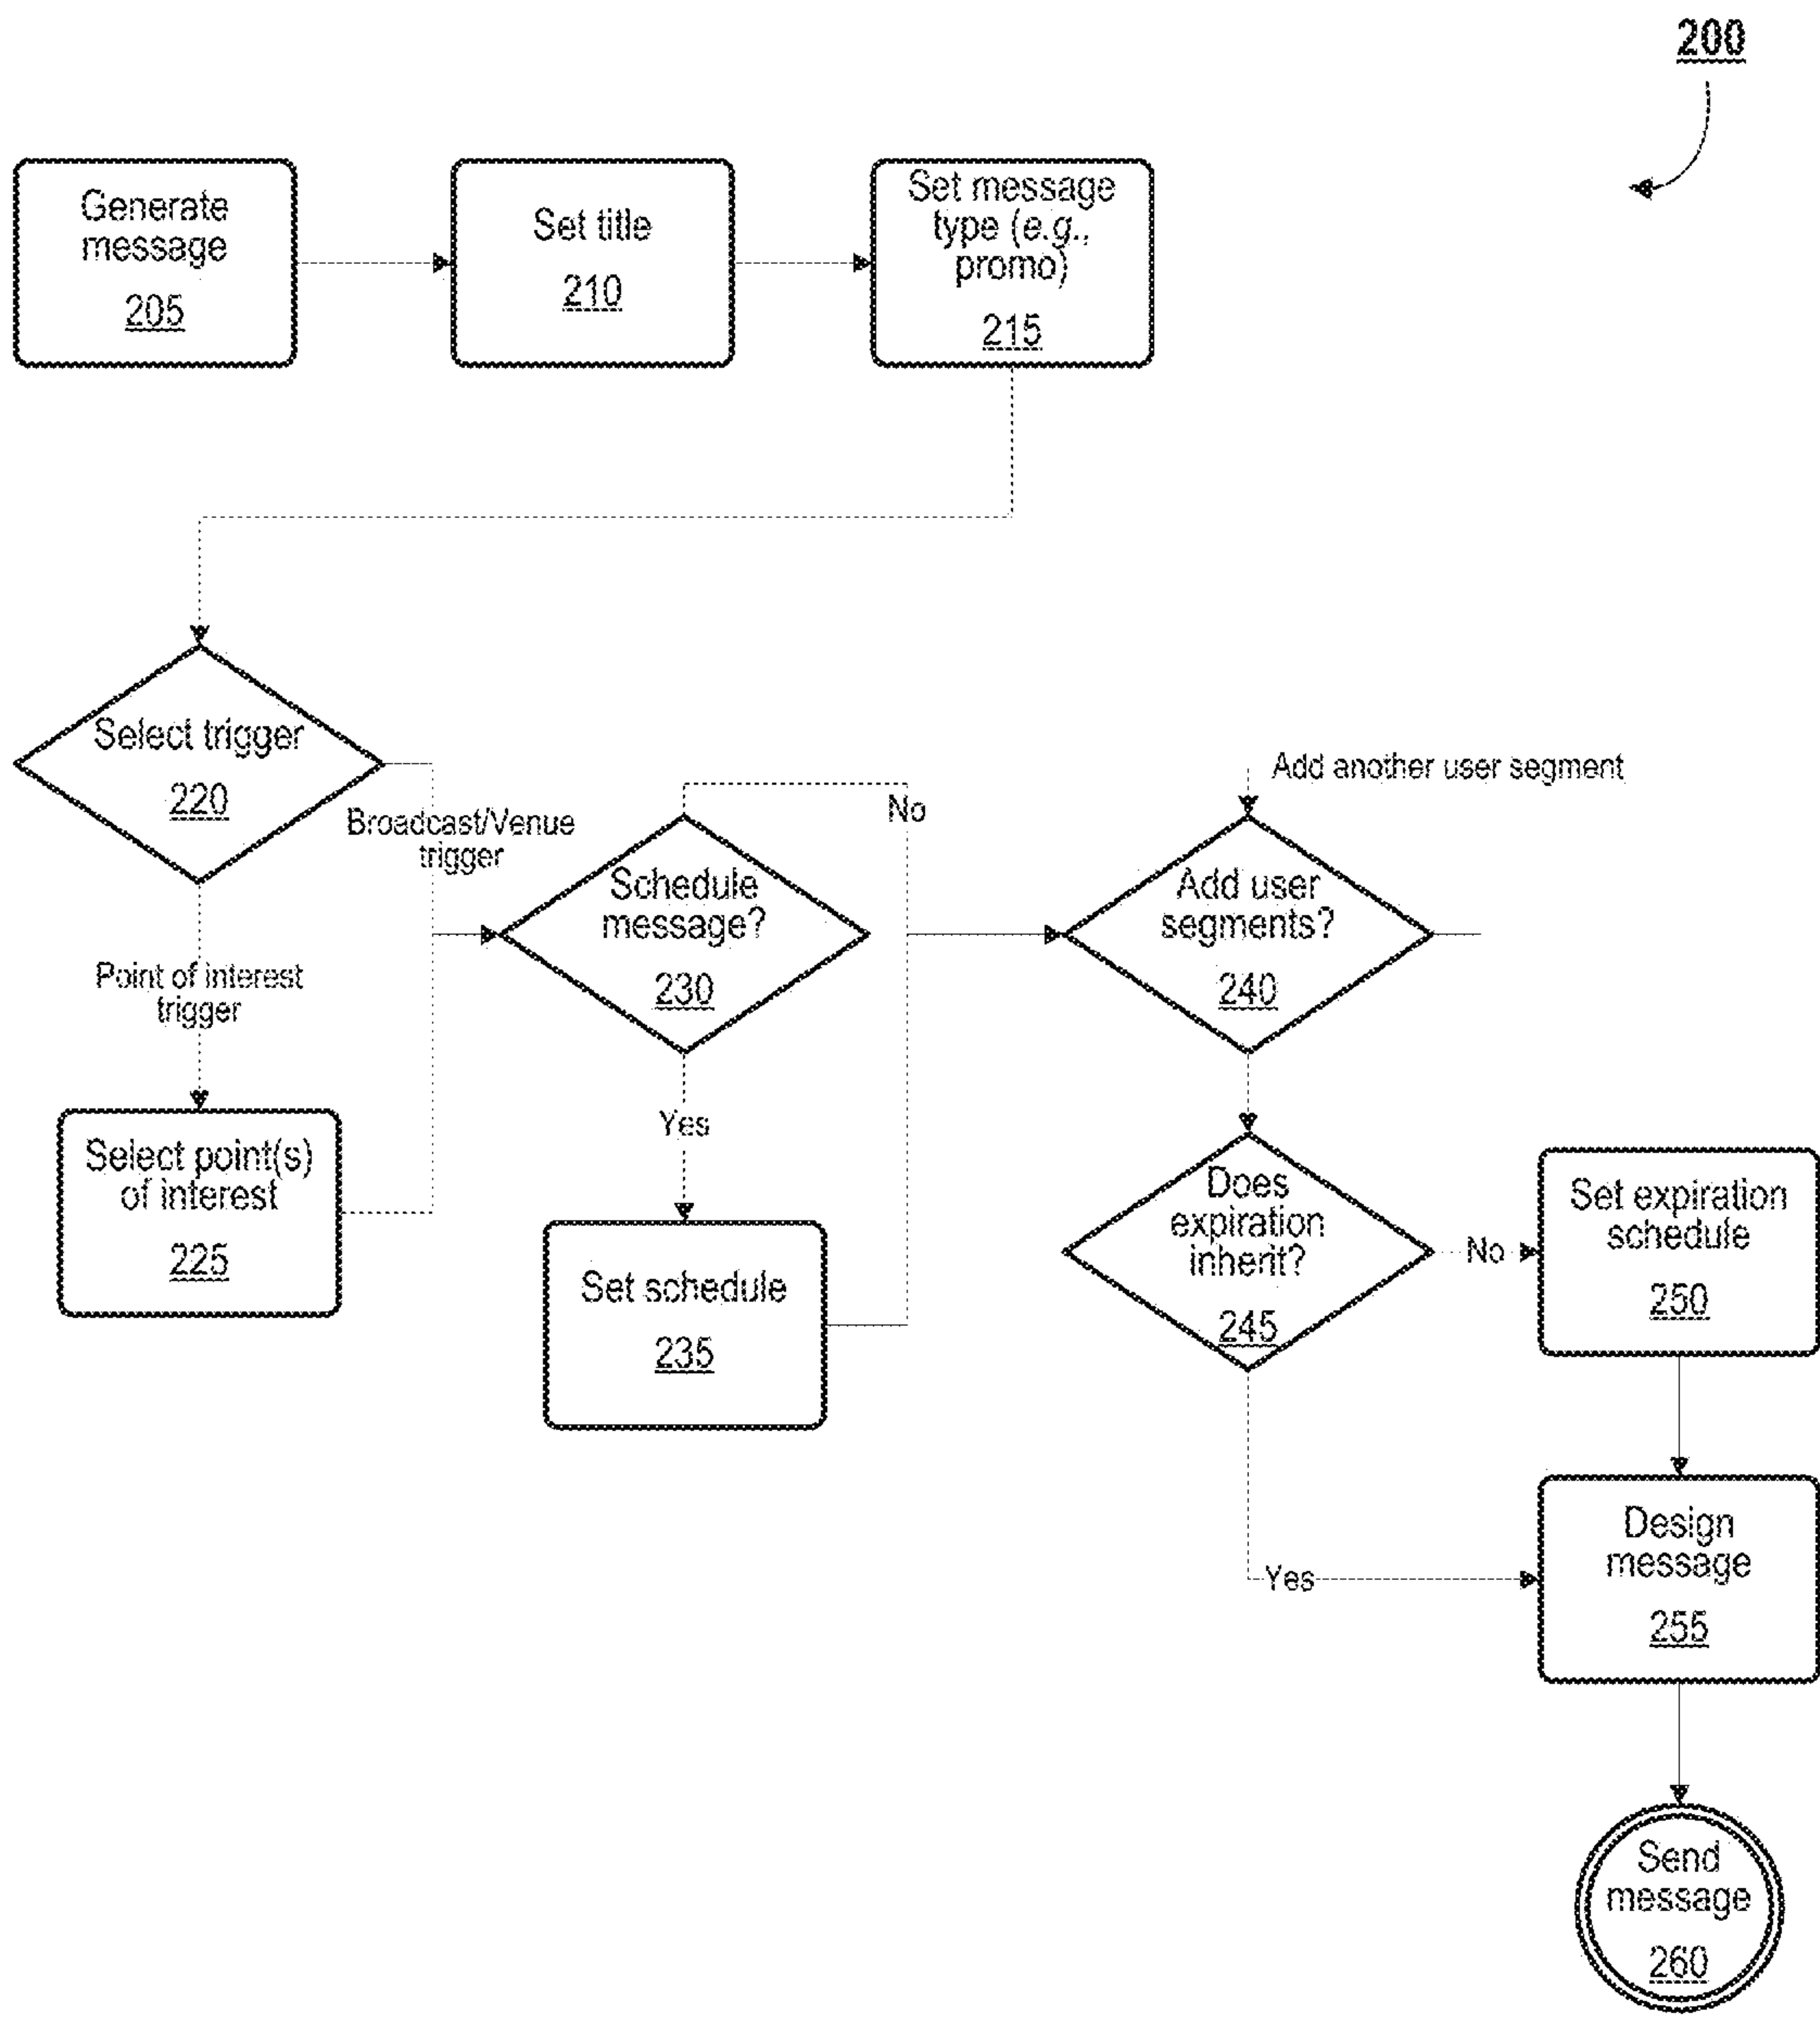 200
Generate
message
205
Set title
210
Set message
type (e.g.,
promo)
215
Select trigger
220
Broadcast/Venue
trigger
Point of interest
trigger
Select point(s)
of interest
225
Schedule
message?
230
No
Yes
Set schedule
235
Add another user segment
Add user
segments?
240
Does
expiration
inherit?
245
No
Set expiration
schedule
250
Yes
Design
message
255
Send
message
260